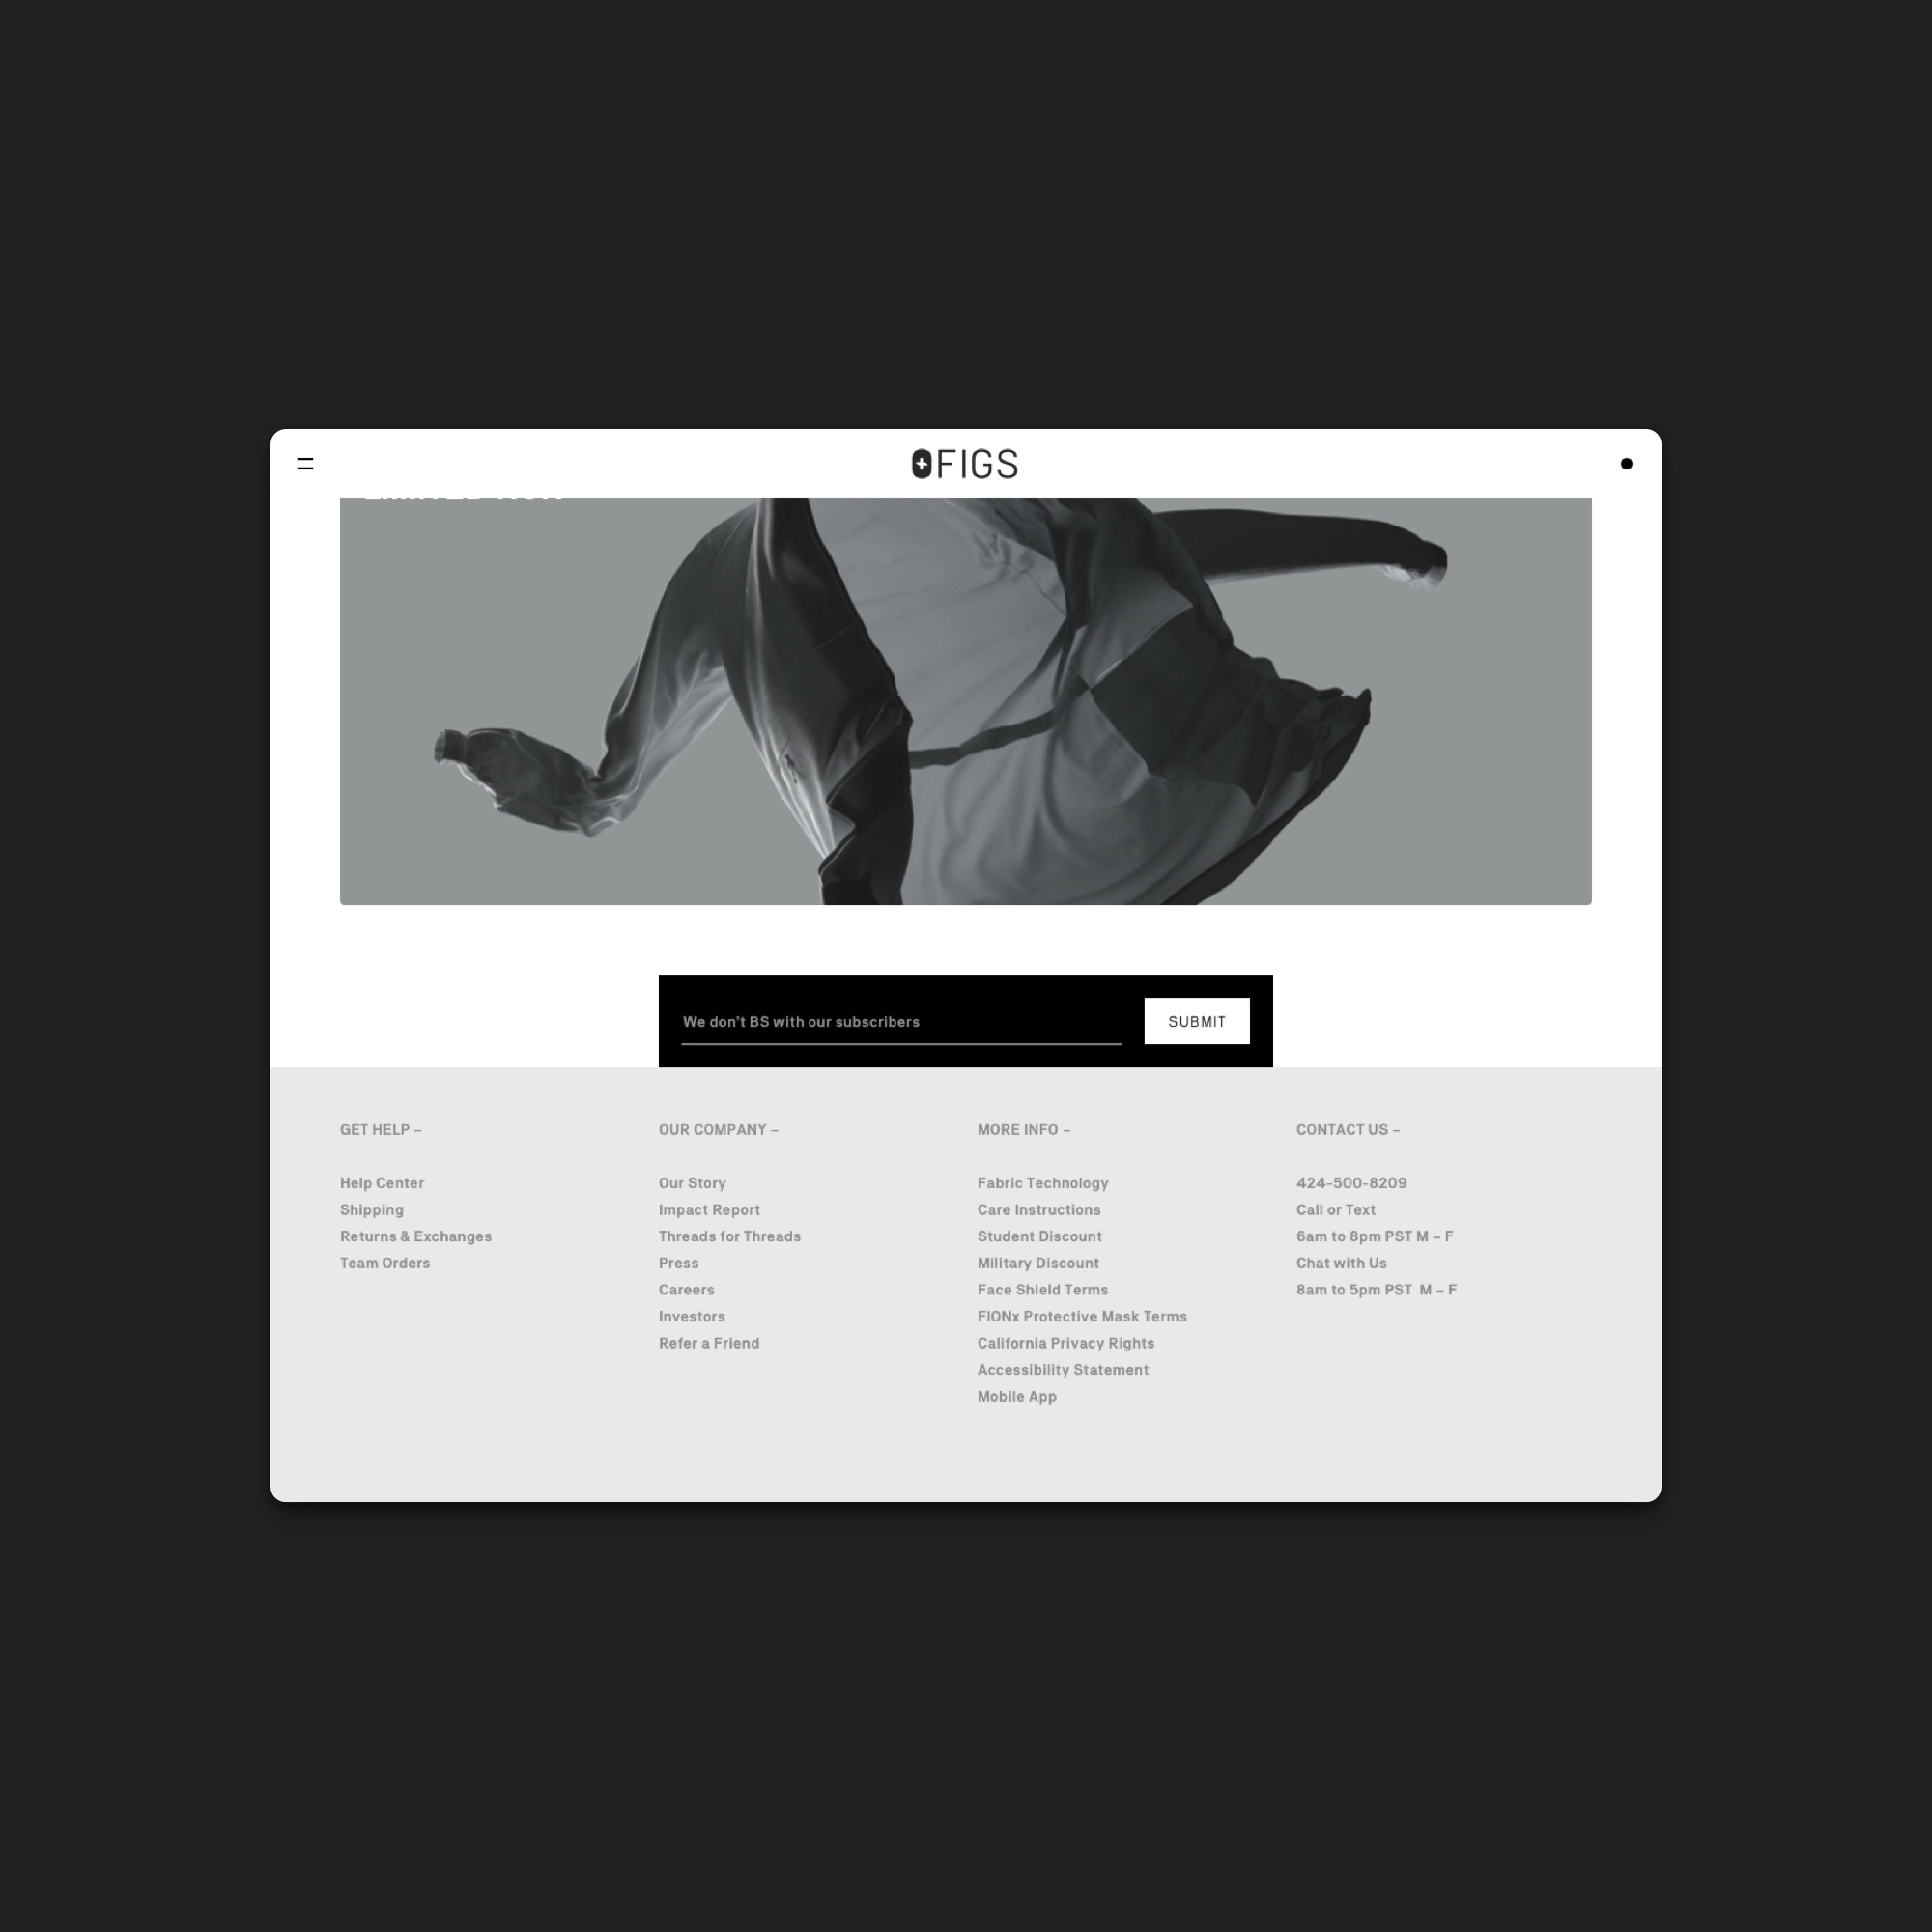 FIGS
We don't BS with our subscribers
SUBMIT
GET HELP –
Help Center
Shipping
Returns & Exchanges
Team Orders
OUR COMPANY –
Our Story
Impact Report
Threads for Threads
Press
Careers
Investors
Refer a Friend
MORE INFO –
Fabric Technology
Care Instructions
Student Discount
Military Discount
Face Shield Terms
FIONx Protective Mask Terms
California Privacy Rights
Accessibility Statement
Mobile App
CONTACT US –
424-500-8209
Call or Text
6am to 8pm PST M – F
Chat with Us
8am to 5pm PST M – F